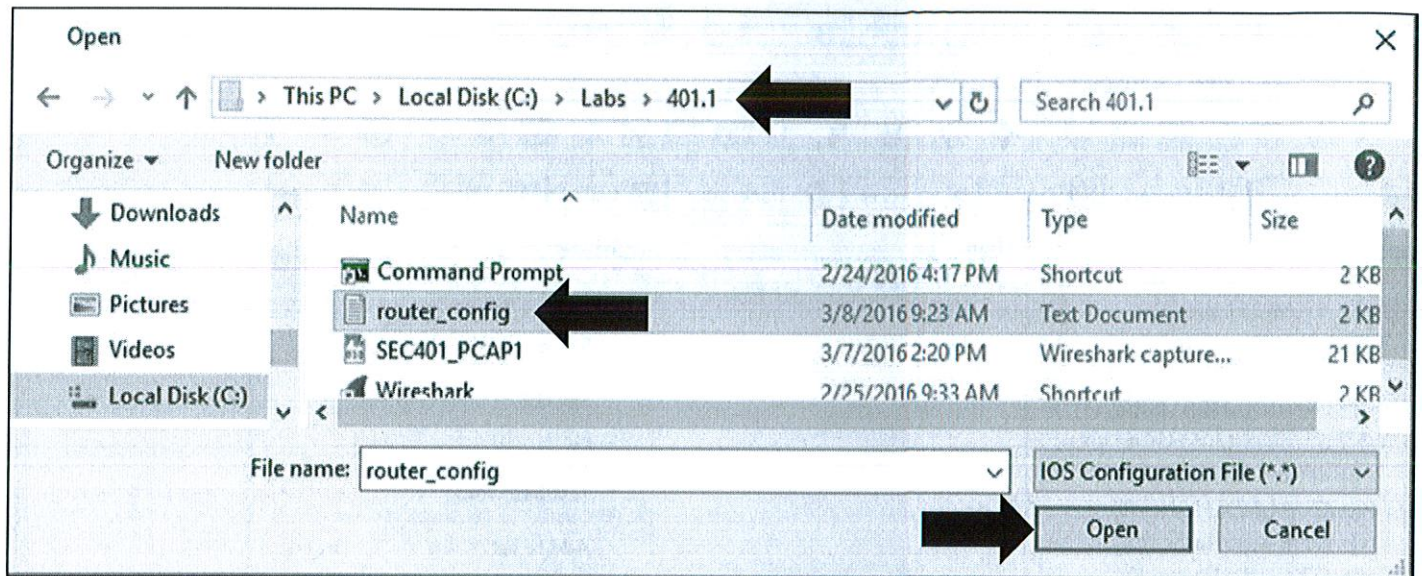 Open
This PC > Local Disk (C:) > Labs > 401.1
Search 401.1
Organize
New folder
Downloads
Music
Pictures
Videos
Local Disk (C:)
Name Date modified Type Size
Command Prompt 2/24/2016 4:17 PM Shortcut 2 KB
router_config 3/8/2016 9:23 AM Text Document 2 KB
SEC401_PCAP1 3/7/2016 2:20 PM Wireshark capture... 21 KB
Wireshark 2/25/2016 9:33 AM Shortcut 2 KB
File name: router_config IOS Configuration File (*.*)
Open Cancel